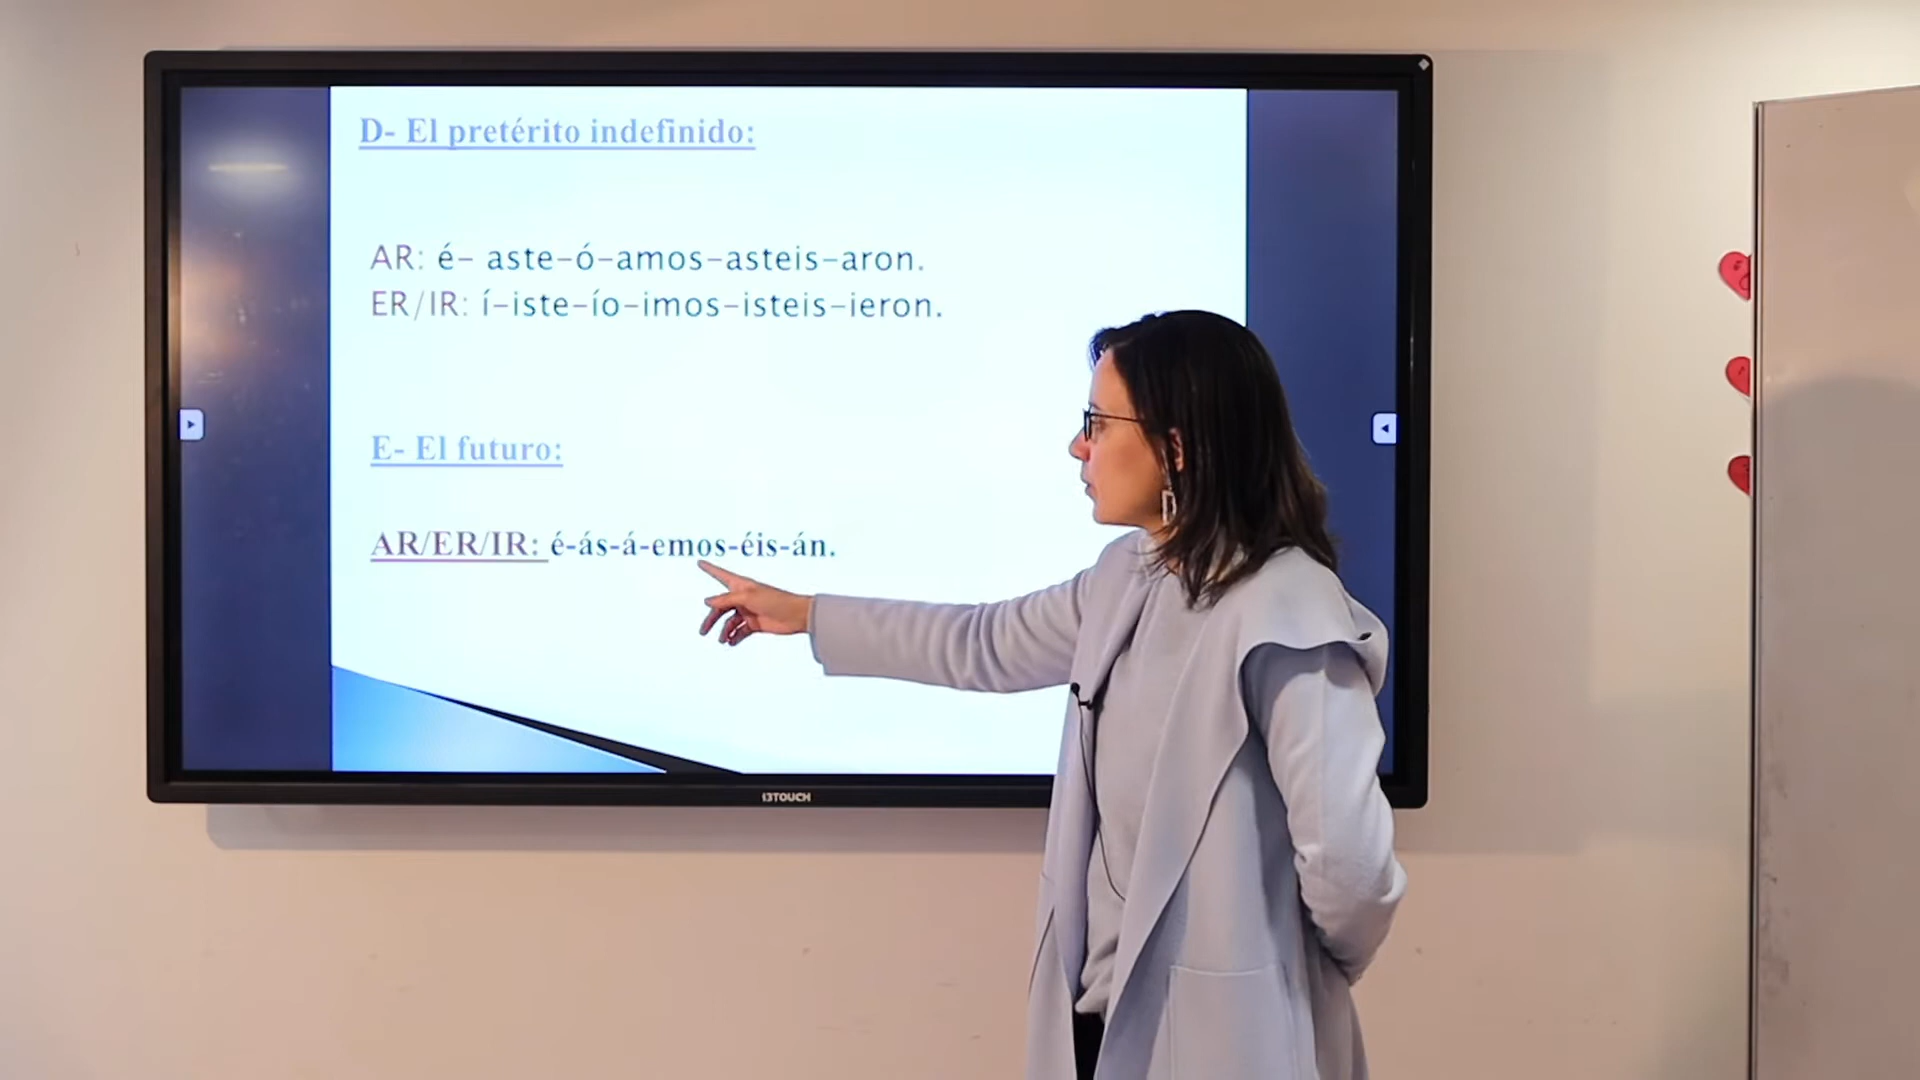 D- El pretérito indefinido:
AR: é- aste-ó-amos-asteis-aron.
ER/IR: í-iste-ío-imos-isteis-ieron.
E- El futuro:
AR/ER/IR: é-ás-á-emos-éis-án.
i3TOUCH